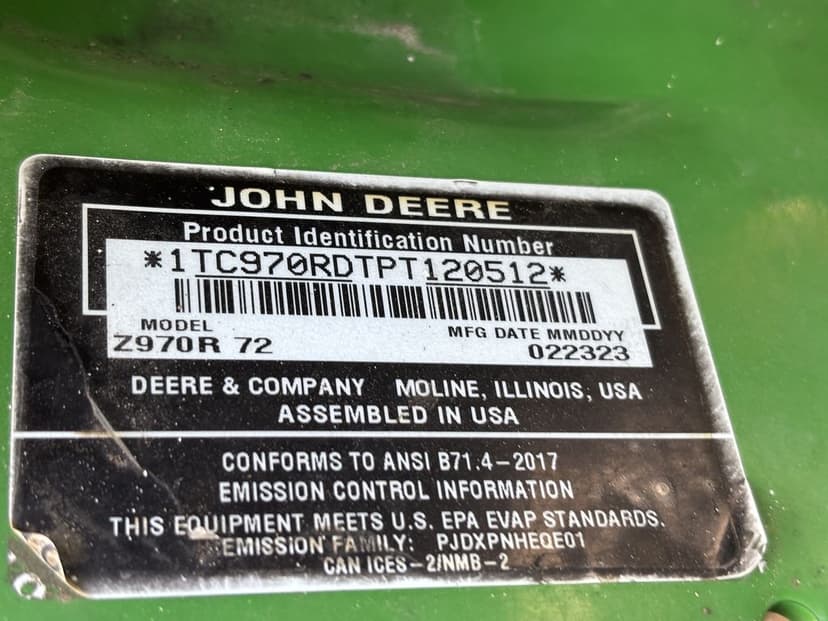 JOHN DEERE
Product Identification Number
*1TC970RDTPT120512*
MODEL
Z970R 72
MFG DATE MMDDYY
022323
DEERE & COMPANY MOLINE, ILLINOIS, USA
ASSEMBLED IN USA
CONFORMS TO ANSI B71.4-2017
EMISSION CONTROL INFORMATION
THIS EQUIPMENT MEETS U.S. EPA EVAP STANDARDS.
EMISSION FAMILY: PJDXPNHEQE01
CAN ICES-2/NMB-2